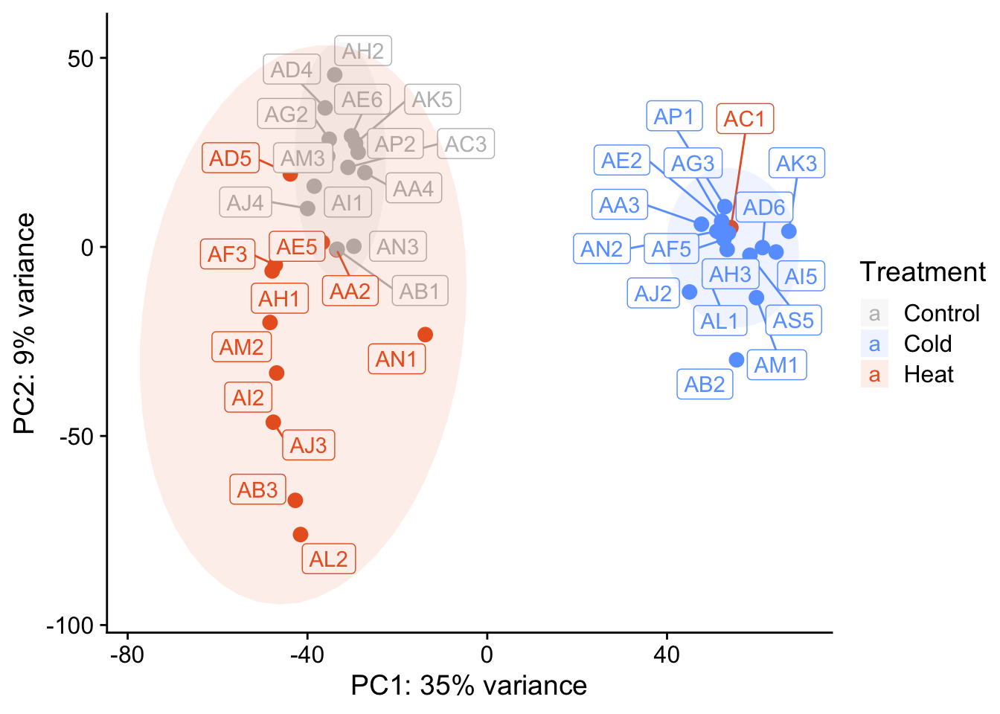 50
0
-50
-100
PC2: 9% variance
AH2
AD4
AE6
AK5
AG2
AP2
AC3
AD5
AM3
AA4
AJ4
AI1
AF3
AE5
AN3
AA2
AB1
AH1
AM2
AN1
AI2
AJ3
AB3
AL2
AP1
AC1
AE2
AG3
AK3
AA3
AD6
AN2
AF5
AH3
AI5
AJ2
AL1
AS5
AM1
AB2
-80
-40
0
40
PC1: 35% variance
Treatment
a Control
a Cold
a Heat